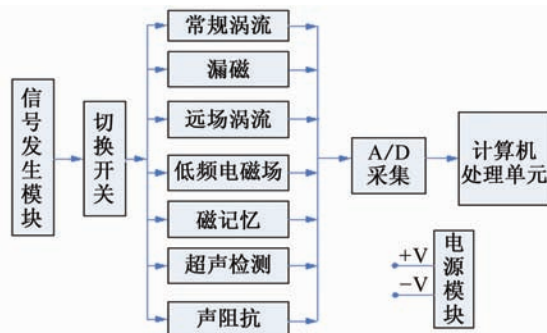 信号发生模块
切换开关
常规涡流
漏磁
远场涡流
低频电磁场
磁记忆
超声检测
声阻抗
A/D
采集
计算机
处理单元
+V
−V
电源模块